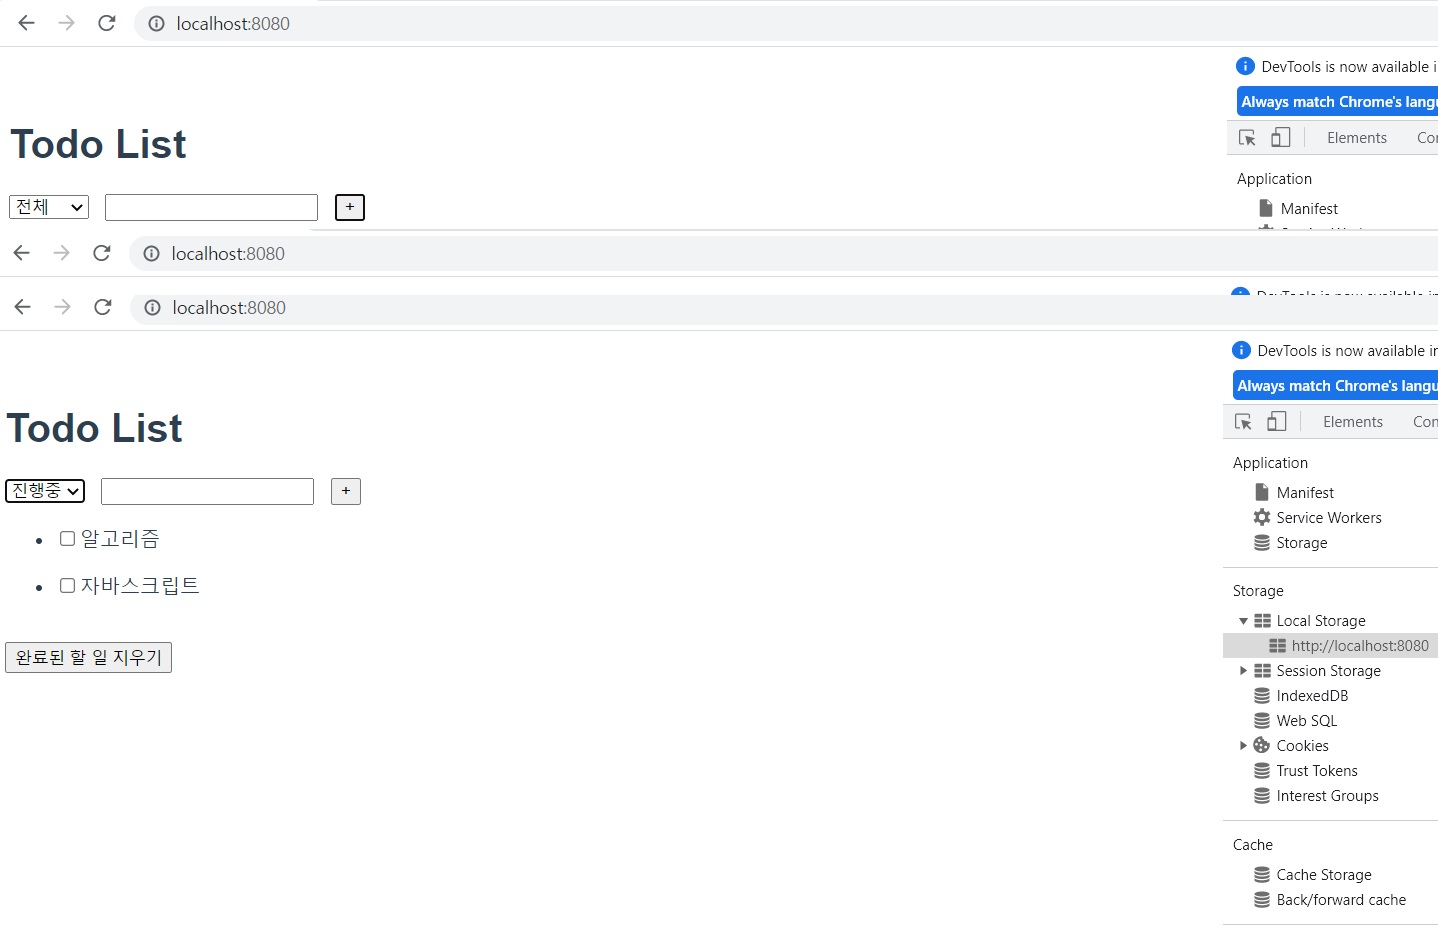 localhost:8080
DevTools is now available i
Always match Chrome's langu
Elements
Todo List
Application
전체
+
Manifest
localhost:8080
localhost:8080
DevTools is now available in
Always match Chrome's langu
Elements
Con
Todo List
Application
진행중
+
Manifest
Service Workers
알고리즘
Storage
자바스크립트
Storage
Local Storage
http://localhost:8080
완료된 할 일 지우기
Session Storage
IndexedDB
Web SQL
Cookies
Trust Tokens
Interest Groups
Cache
Cache Storage
Back/forward cache